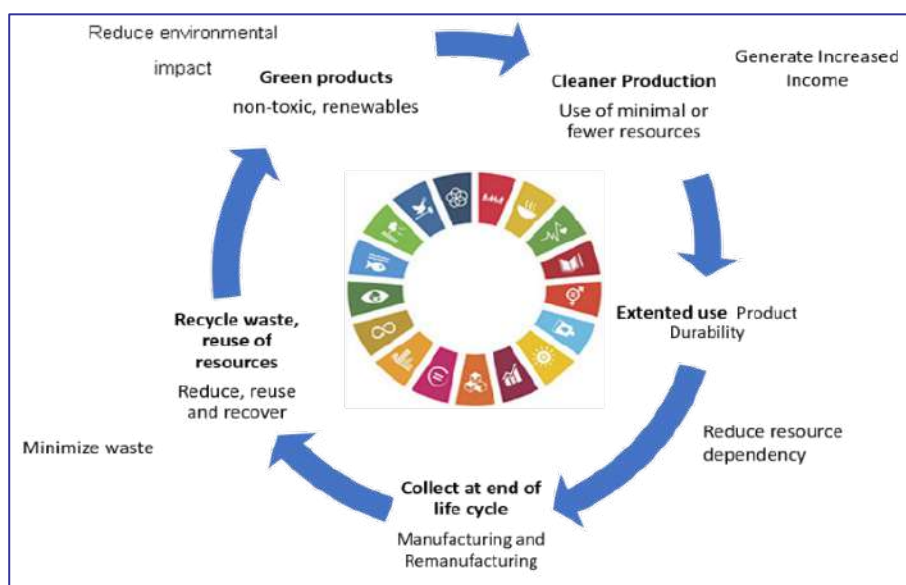 Reduce environmental
impact
Green products
non-toxic, renewables
Cleaner Production
Use of minimal or
fewer resources
Generate Increased
Income
Extented use Product
Durability
Reduce resource
dependency
Collect at end of
life cycle
Manufacturing and
Remanufacturing
Recycle waste,
reuse of
resources
Reduce, reuse
and recover
Minimize waste